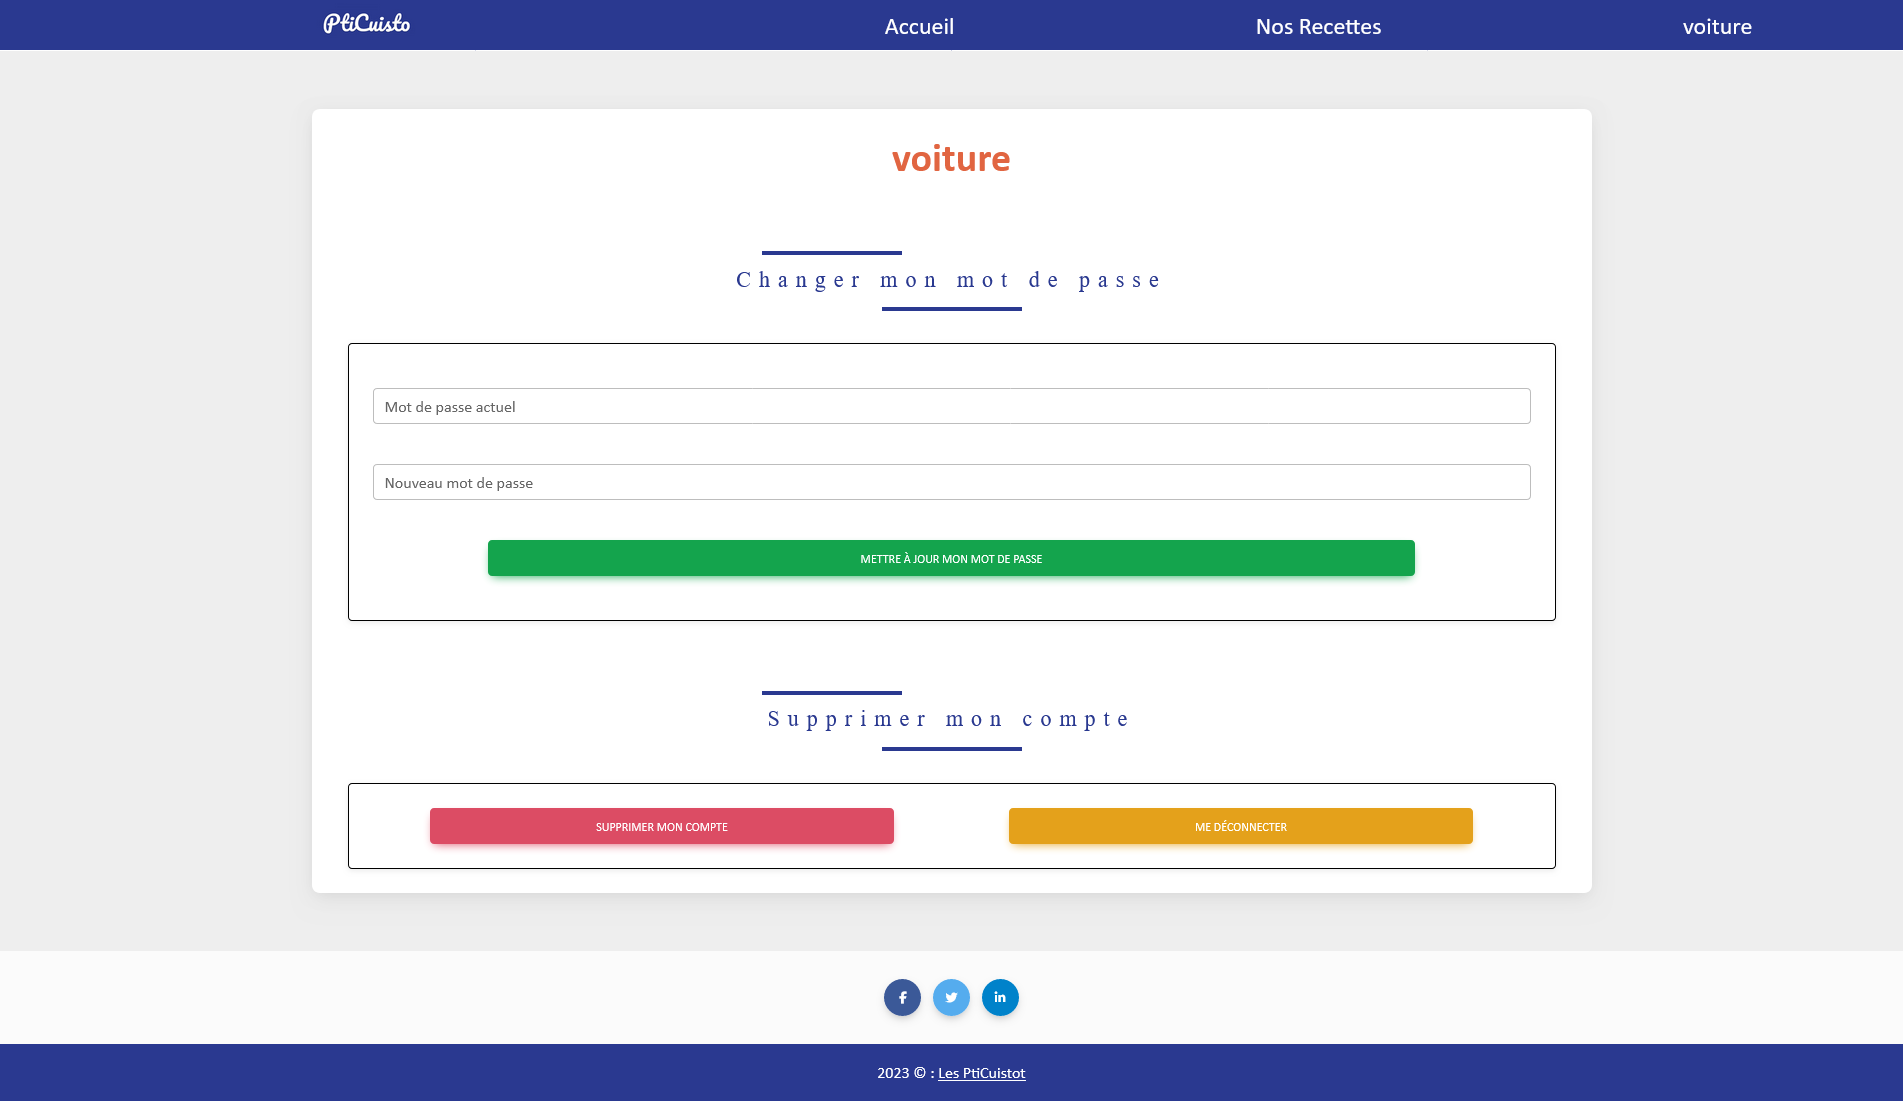 PtiCuisto
Accueil
Nos Recettes
voiture
voiture
Changer mon mot de passe
Mot de passe actuel
Nouveau mot de passe
METTRE À JOUR MON MOT DE PASSE
Supprimer mon compte
SUPPRIMER MON COMPTE
ME DÉCONNECTER
2023 © : Les PtiCuistot